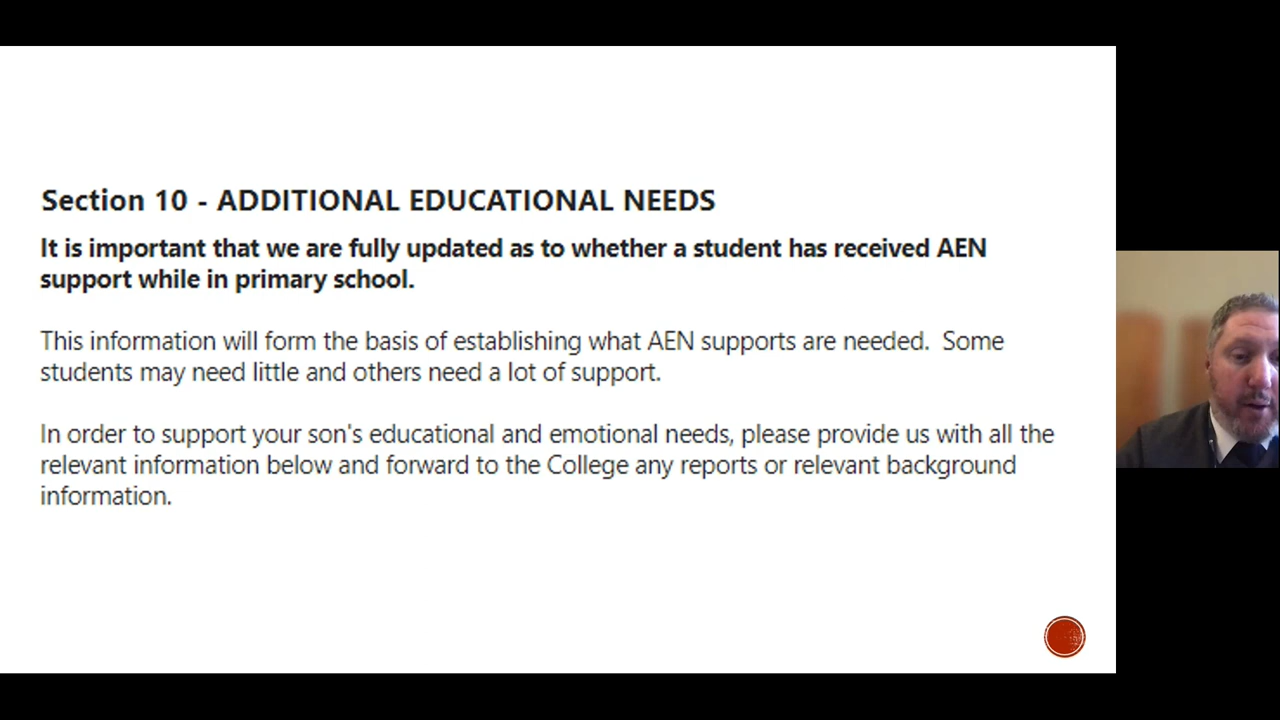 Section 10 - ADDITIONAL EDUCATIONAL NEEDS
It is important that we are fully updated as to whether a student has received AEN
support while in primary school.
This information will form the basis of establishing what AEN supports are needed.  Some
students may need little and others need a lot of support.
In order to support your son's educational and emotional needs, please provide us with all the
relevant information below and forward to the College any reports or relevant background
information.